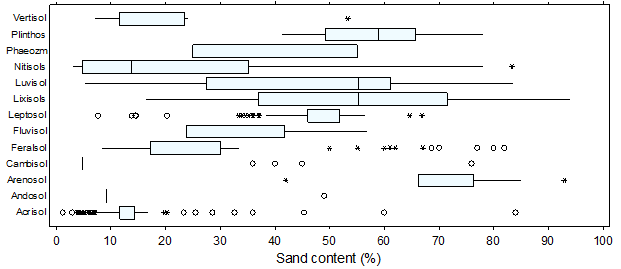 Vertisol
Plinthos
Phaeozm
Nitisols
Luvisol
Lixisols
Leptosol
Fluvisol
Feralsol
Cambisol
Arenosol
Andosol
Acrisol
0 10 20 30 40 50 60 70 80 90 100
Sand content (%)